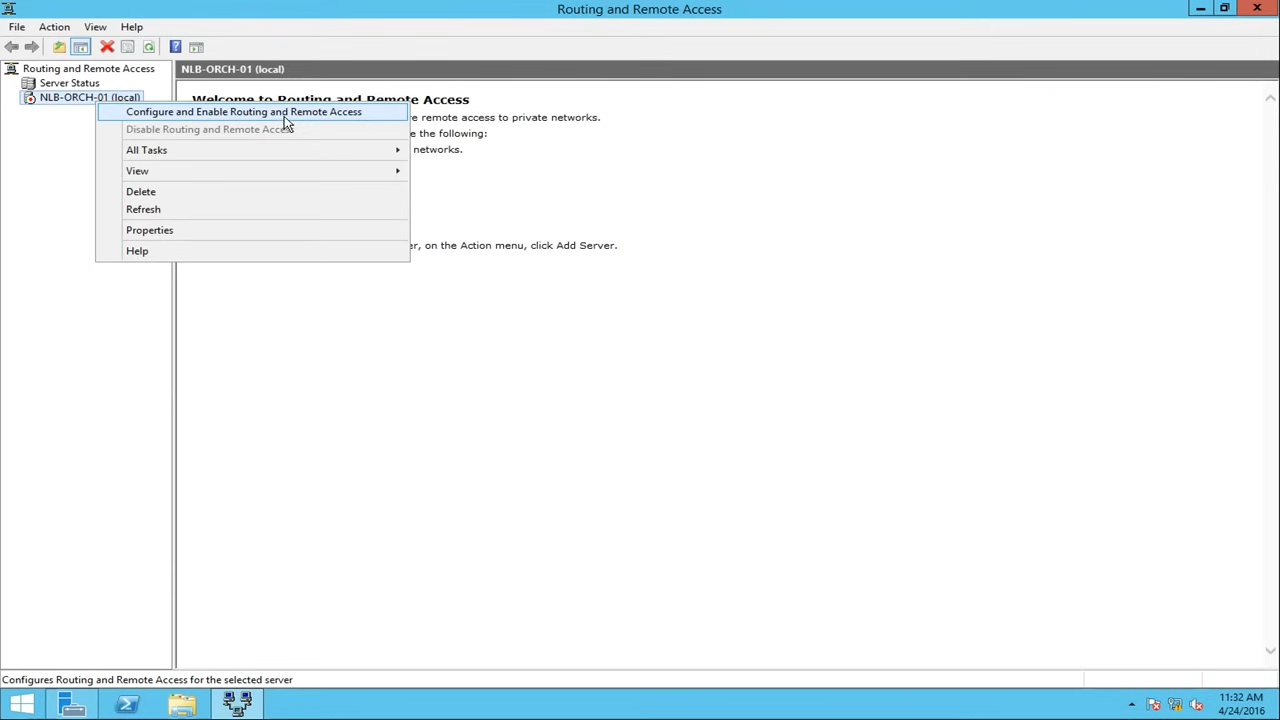 Routing and Remote Access
File Action View Help
Routing and Remote Access
Server Status
NLB-ORCH-01 (local)
NLB-ORCH-01 (local)
Welcome to Routing and Remote Access
remote access to private networks.
the following:
networks.
, on the Action menu, click Add Server.
Configure and Enable Routing and Remote Access
Disable Routing and Remote
All Tasks
View
Delete
Refresh
Properties
Help
Configures Routing and Remote Access for the selected server
11:32 AM
4/24/2016